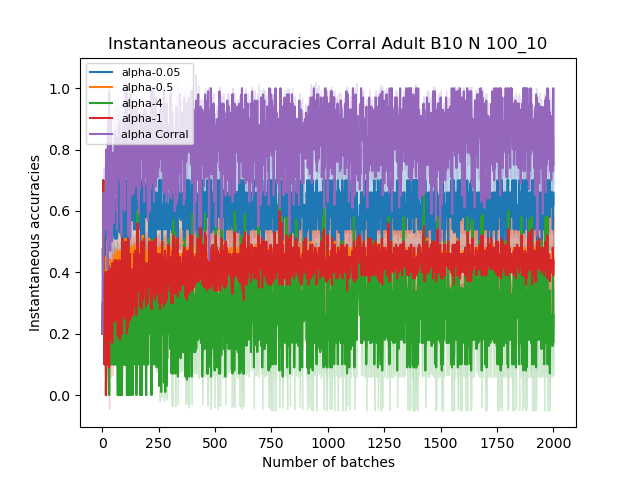 Instantaneous accuracies Corral Adult B10 N 100_10
alpha-0.05
alpha-0.5
alpha-4
alpha-1
alpha Corral
Instantaneous accuracies
1.0
0.8
0.6
0.4
0.2
0.0
0 250 500 750 1000 1250 1500 1750 2000
Number of batches